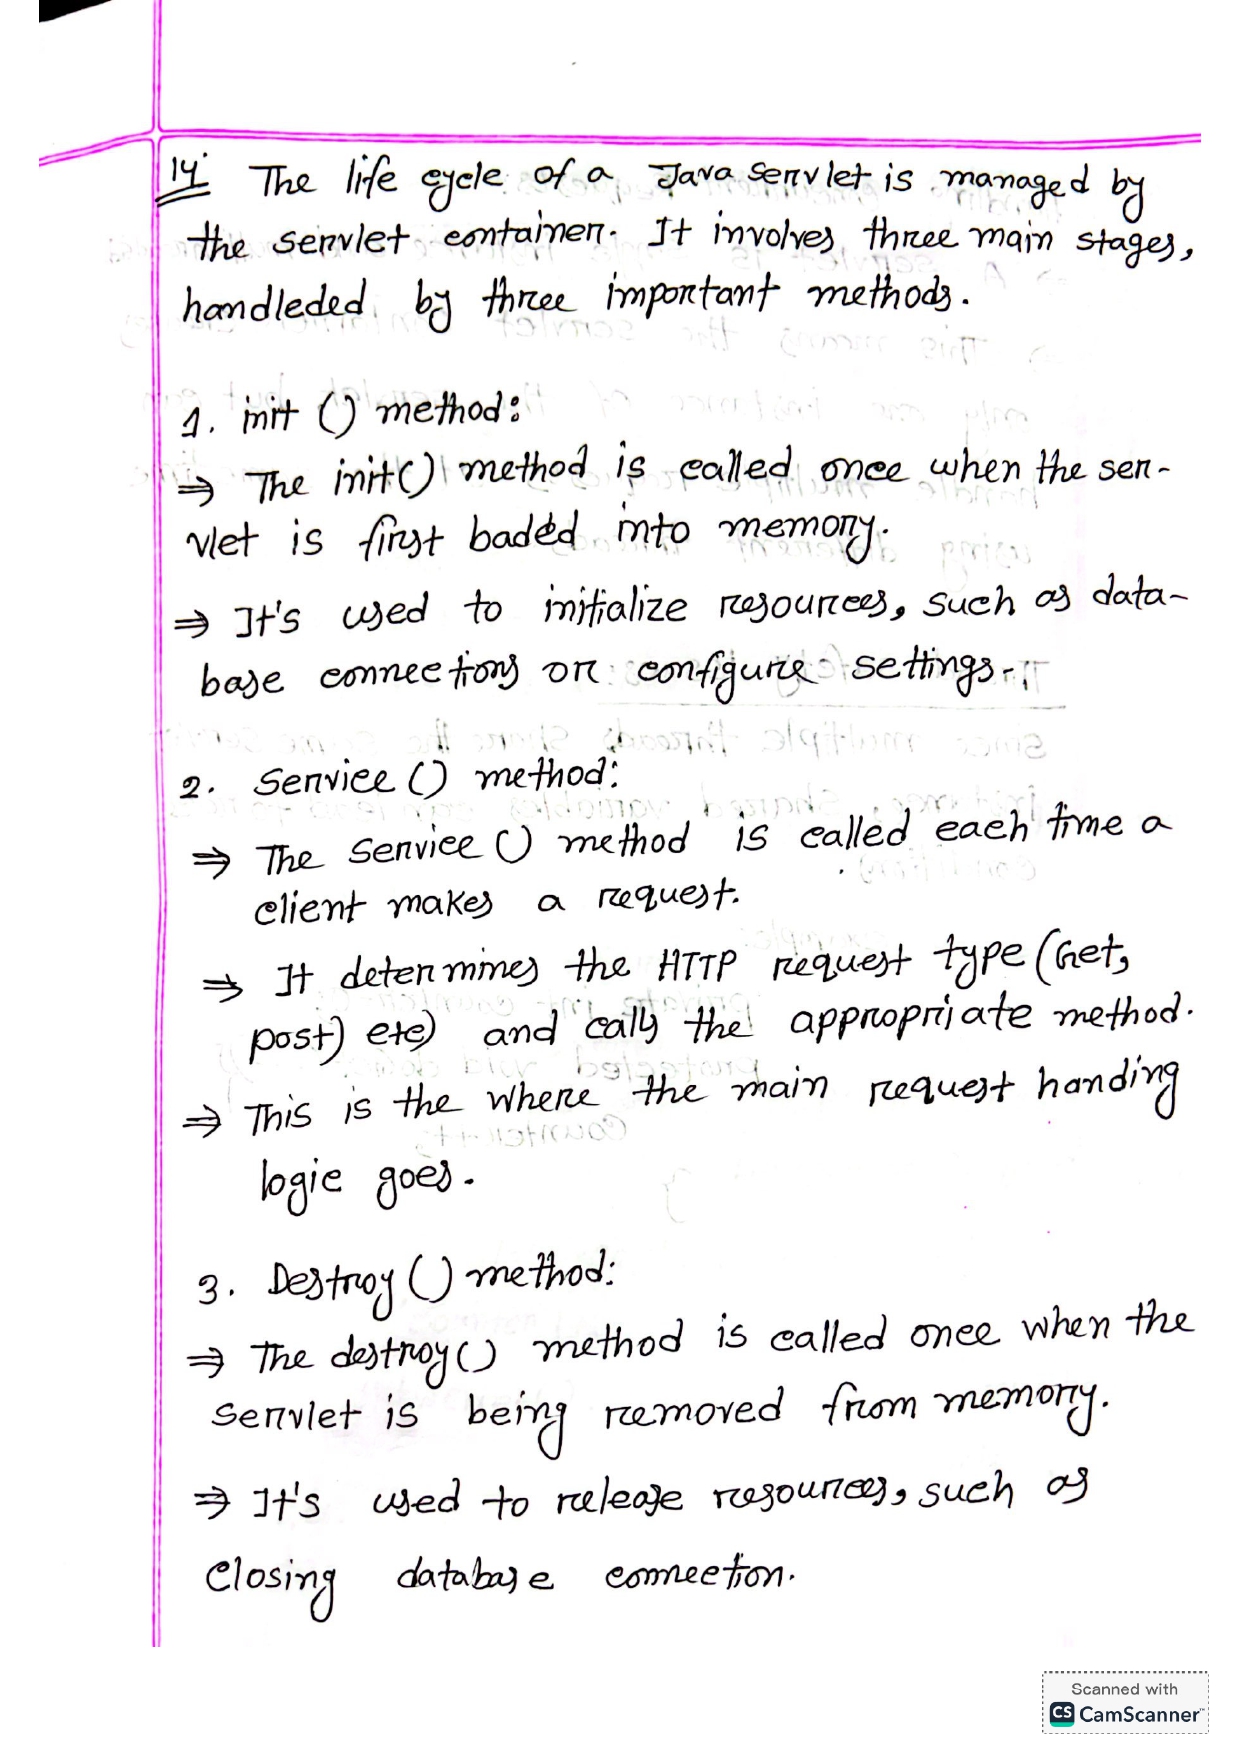 14. The life cycle of a Java Servlet is managed by
the servlet container. It involves three main stages,
handleded by three important methods.
1. init () method:
⇒ The init() method is called once when the ser-
vlet is first loaded into memory.
⇒ It's used to initialize resources, such as data-
base connections or configure settings.
2. Service () method:
⇒ The Service () method is called each time a
client makes a request.
⇒ It determines the HTTP request type (Get,
post) etc) and calls the appropriate method.
⇒ This is the where the main request handing
logic goes.
3. Destroy () method:
⇒ The destroy() method is called once when the
servlet is being removed from memory.
⇒ It's used to release resources, such as
Closing database connection.
Scanned with
CS CamScanner